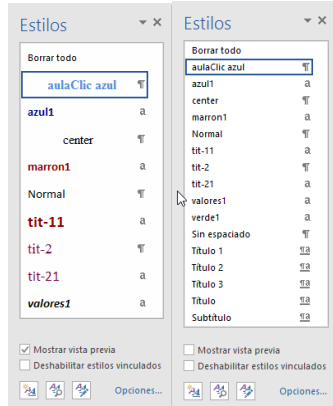 Estilos
Borrar todo
aulaClic azul ¶
azul1 a
center ¶
marron1 a
Normal ¶
tit-11 a
tit-2 ¶
tit-21 a
valores1 a
Mostrar vista previa
Deshabilitar estilos vinculados
Opciones...
Estilos
Borrar todo
aulaClic azul ¶
azul1 a
center ¶
marron1 a
Normal ¶
tit-11 a
tit-2 ¶
tit-21 a
valores1 a
verde1 a
Sin espaciado ¶
Título 1 ¶a
Título 2 ¶a
Título 3 ¶a
Título ¶a
Subtítulo ¶a
Mostrar vista previa
Deshabilitar estilos vinculados
Opciones...